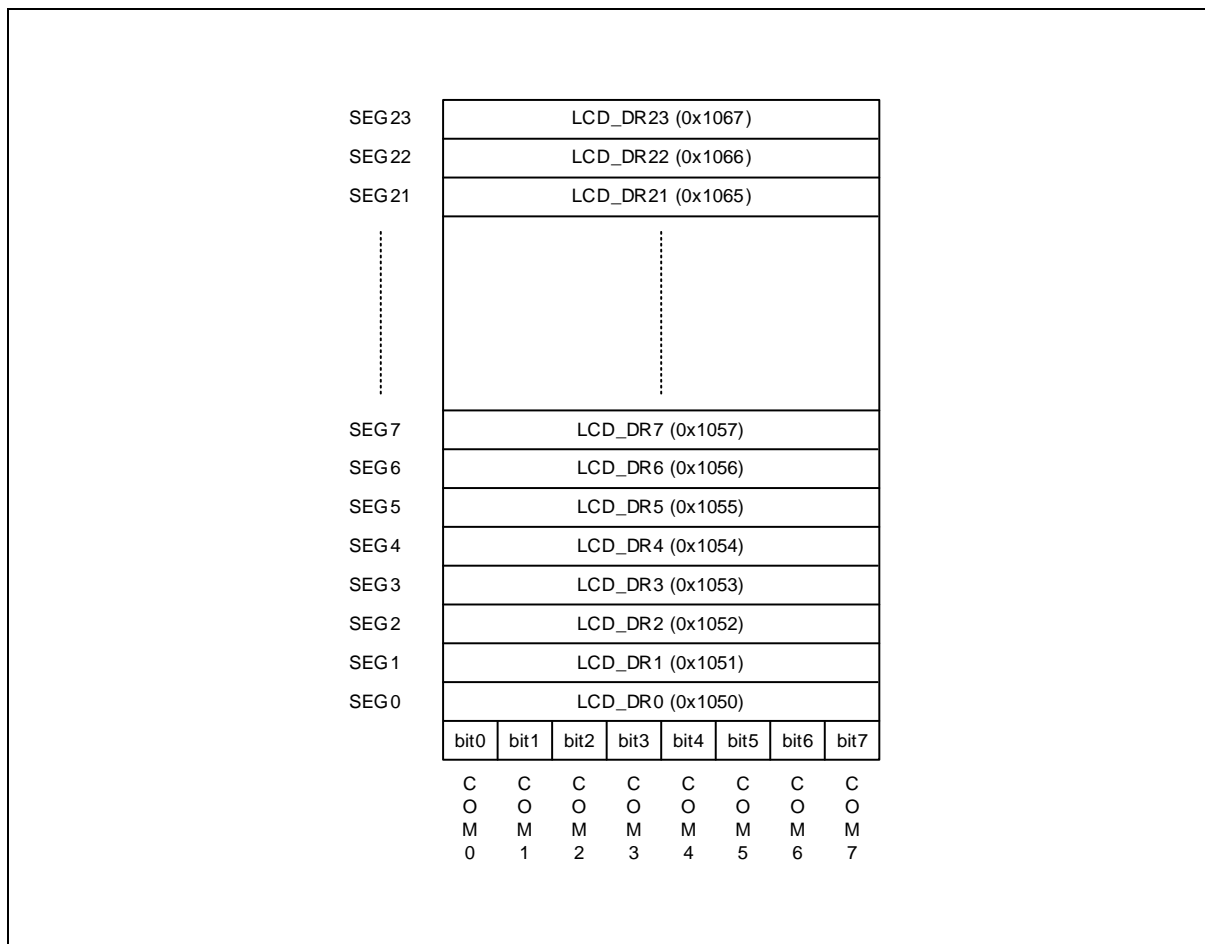 SEG23 LCD_DR23 (0x1067)
SEG22 LCD_DR22 (0x1066)
SEG21 LCD_DR21 (0x1065)
SEG7 LCD_DR7 (0x1057)
SEG6 LCD_DR6 (0x1056)
SEG5 LCD_DR5 (0x1055)
SEG4 LCD_DR4 (0x1054)
SEG3 LCD_DR3 (0x1053)
SEG2 LCD_DR2 (0x1052)
SEG1 LCD_DR1 (0x1051)
SEG0 LCD_DR0 (0x1050)
bit0 bit1 bit2 bit3 bit4 bit5 bit6 bit7
C C C C C C C C
O O O O O O O O
M M M M M M M M
0 1 2 3 4 5 6 7